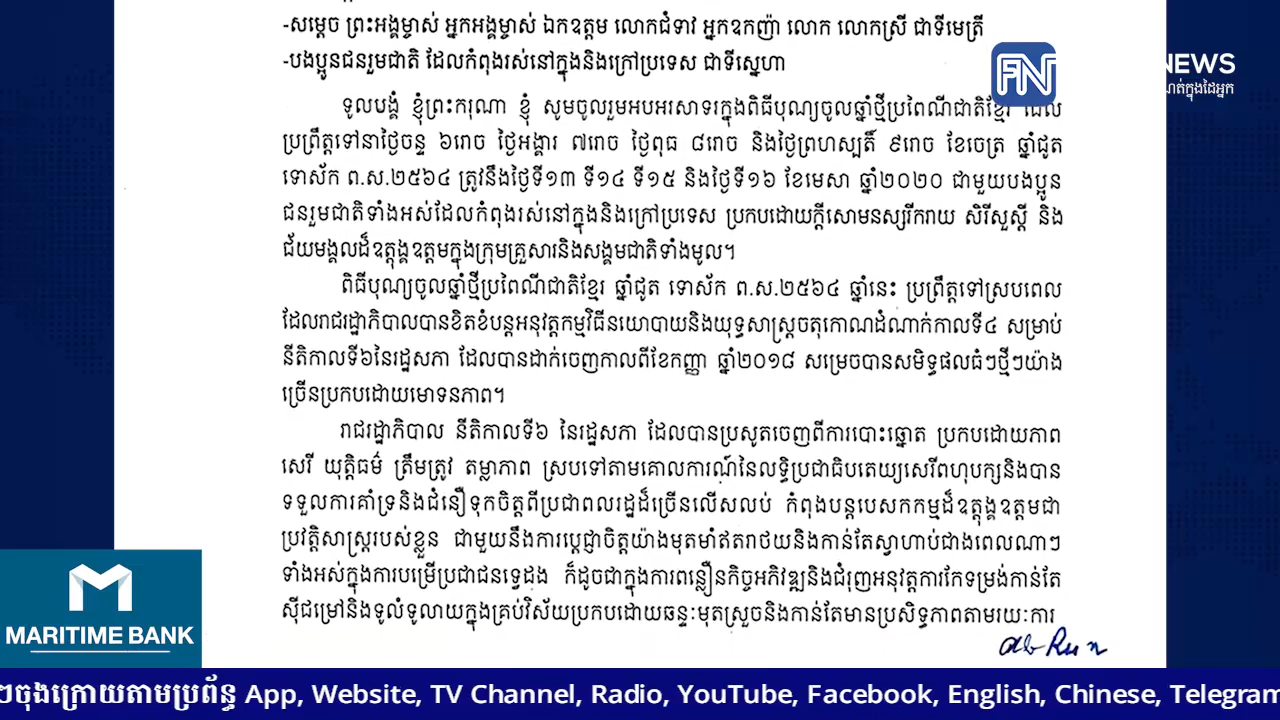 -សម្តេច ព្រះអង្គម្ចាស់ អ្នកអង្គម្ចាស់ ឯកឧត្តម លោកជំទាវ អ្នកឧកញ៉ា លោក លោកស្រី ជាទីមេត្រី
-បងប្អូនជនរួមជាតិ ដែលកំពុងរស់នៅក្នុងនិងក្រៅប្រទេស ជាទីស្នេហា
FN
NEWS
ណត់ក្នុងដៃអ្នក
ទូលបង្គំ ខ្ញុំព្រះករុណា ខ្ញុំ សូមចូលរួមអបអរសាទរក្នុងពិធីបុណ្យចូលឆ្នាំថ្មីប្រពៃណីជាតិខ្មែរ ដែល
ប្រព្រឹត្តទៅនាថ្ងៃចន្ទ ៦រោច ថ្ងៃអង្គារ ៧រោច ថ្ងៃពុធ ៨រោច និងថ្ងៃព្រហស្បតិ៍ ៩រោច ខែចេត្រ ឆ្នាំជូត
ទោស័ក ព.ស.២៥៦៤ ត្រូវនឹងថ្ងៃទី១៣ ទី១៤ ទី១៥ និងថ្ងៃទី១៦ ខែមេសា ឆ្នាំ២០២០ ជាមួយបងប្អូន
ជនរួមជាតិទាំងអស់ដែលកំពុងរស់នៅក្នុងនិងក្រៅប្រទេស ប្រកបដោយក្តីសោមនស្សរីករាយ សិរីសួស្តី និង
ជ័យមង្គលដ៏ឧត្តុង្គឧត្តមក្នុងក្រុមគ្រួសារនិងសង្គមជាតិទាំងមូល។
ពិធីបុណ្យចូលឆ្នាំថ្មីប្រពៃណីជាតិខ្មែរ ឆ្នាំជូត ទោស័ក ព.ស.២៥៦៤ ឆ្នាំនេះ ប្រព្រឹត្តទៅស្របពេល
ដែលរាជរដ្ឋាភិបាលបានខិតខំបន្តអនុវត្តកម្មវិធីនយោបាយនិងយុទ្ធសាស្ត្រចតុកោណដំណាក់កាលទី៤ សម្រាប់
នីតិកាលទី៦នៃរដ្ឋសភា ដែលបានដាក់ចេញកាលពីខែកញ្ញា ឆ្នាំ២០១៨ សម្រេចបានសមិទ្ធផលធំៗថ្មីៗយ៉ាង
ច្រើនប្រកបដោយមោទនភាព។
រាជរដ្ឋាភិបាល នីតិកាលទី៦ នៃរដ្ឋសភា ដែលបានប្រសូតចេញពីការបោះឆ្នោត ប្រកបដោយភាព
សេរី យុត្តិធម៌ ត្រឹមត្រូវ តម្លាភាព ស្របទៅតាមគោលការណ៍នៃលទ្ធិប្រជាធិបតេយ្យសេរីពហុបក្សនិងបាន
ទទួលការគាំទ្រនិងជំនឿទុកចិត្តពីប្រជាពលរដ្ឋដ៏ច្រើនលើសលប់ កំពុងបន្តបេសកកម្មដ៏ឧត្តុង្គឧត្តមជា
ប្រវត្តិសាស្ត្ររបស់ខ្លួន ជាមួយនឹងការប្តេជ្ញាចិត្តយ៉ាងមុតមាំឥតរាថយនិងកាន់តែស្វាហាប់ជាងពេលណាៗ
ទាំងអស់ក្នុងការបម្រើប្រជាជនទ្វេដង ក៏ដូចជាក្នុងការពន្លឿនកិច្ចអភិវឌ្ឍនិងជំរុញអនុវត្តការកែទម្រង់កាន់តែ
ស៊ីជម្រៅនិងទូលំទូលាយក្នុងគ្រប់វិស័យប្រកបដោយឆន្ទៈមុតស្រួចនិងកាន់តែមានប្រសិទ្ធភាពតាមរយៈការ
MARITIME BANK
ៗចុងក្រោយតាមប្រព័ន្ធ App, Website, TV Channel, Radio, YouTube, Facebook, English, Chinese, Telegram